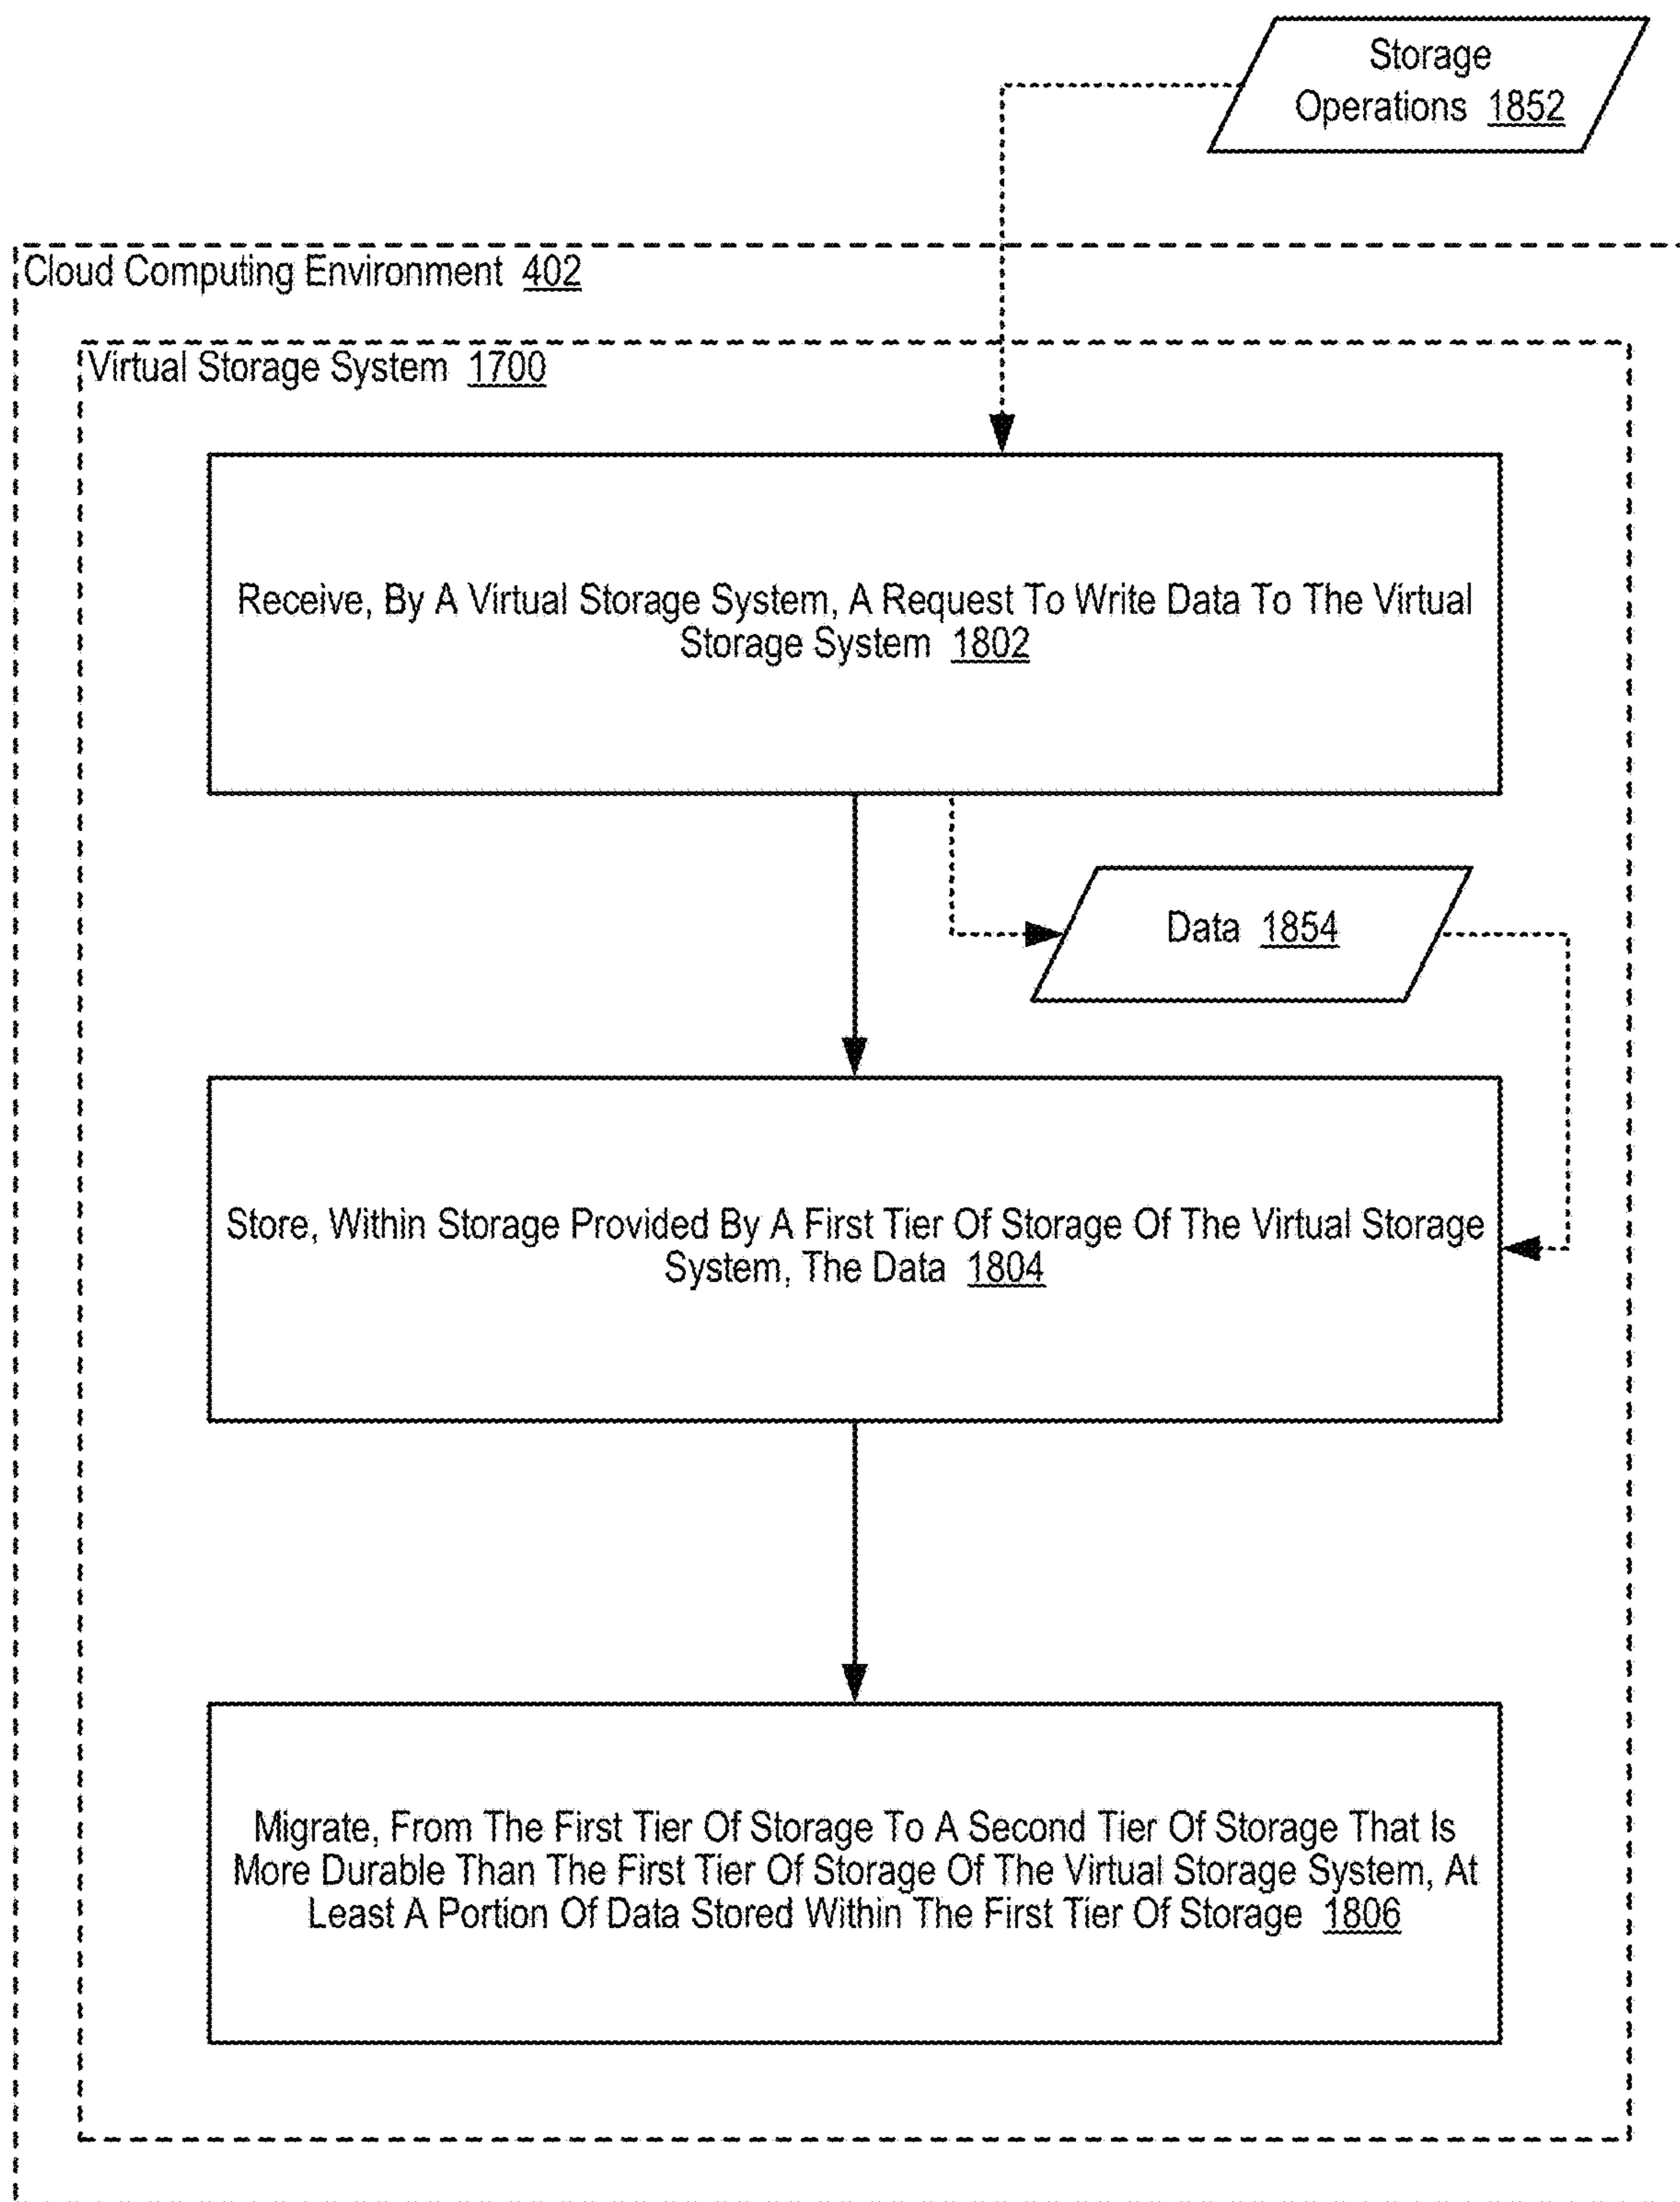 Storage
Operations 1852
Cloud Computing Environment 402
Virtual Storage System 1700
Receive, By A Virtual Storage System, A Request To Write Data To The Virtual
Storage System 1802
Data 1854
Store, Within Storage Provided By A First Tier Of Storage Of The Virtual Storage
System, The Data 1804
Migrate, From The First Tier Of Storage To A Second Tier Of Storage That Is
More Durable Than The First Tier Of Storage Of The Virtual Storage System, At
Least A Portion Of Data Stored Within The First Tier Of Storage 1806